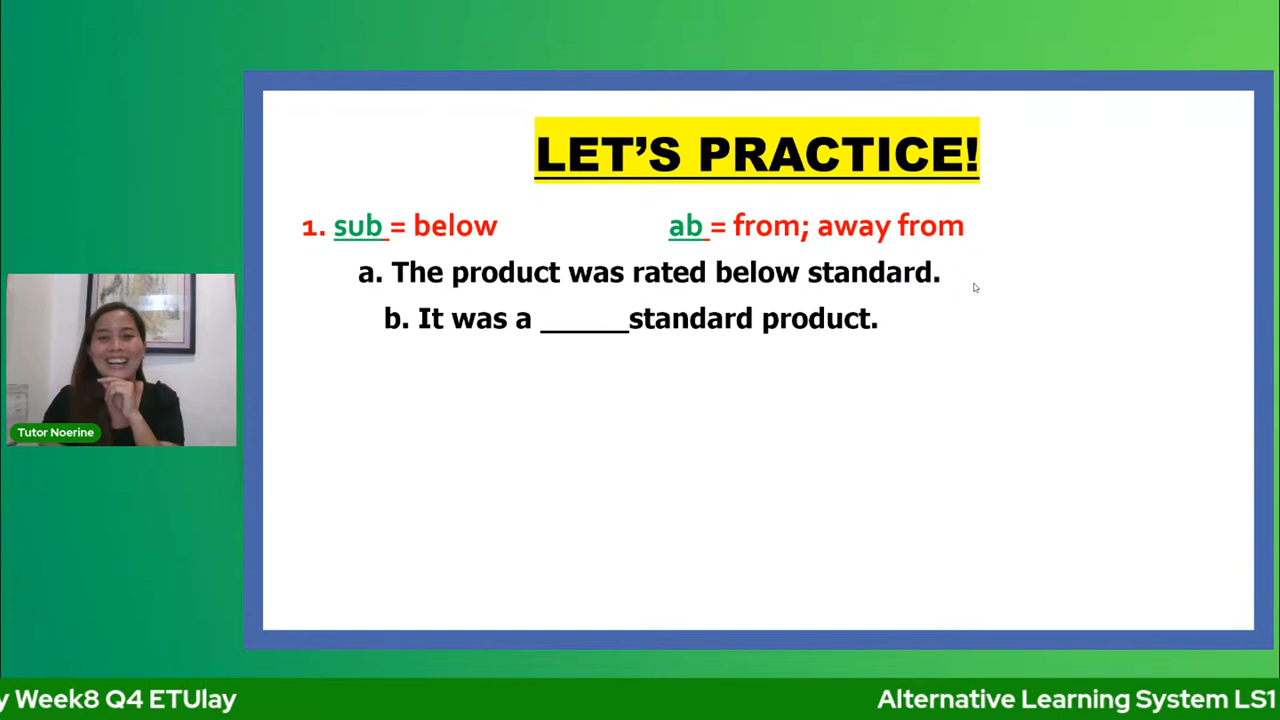 LET'S PRACTICE!
1. sub = below ab = from; away from
a. The product was rated below standard.
b. It was a ______standard product.
Tutor Noerine
y Week8 Q4 ETUlay Alternative Learning System LS1